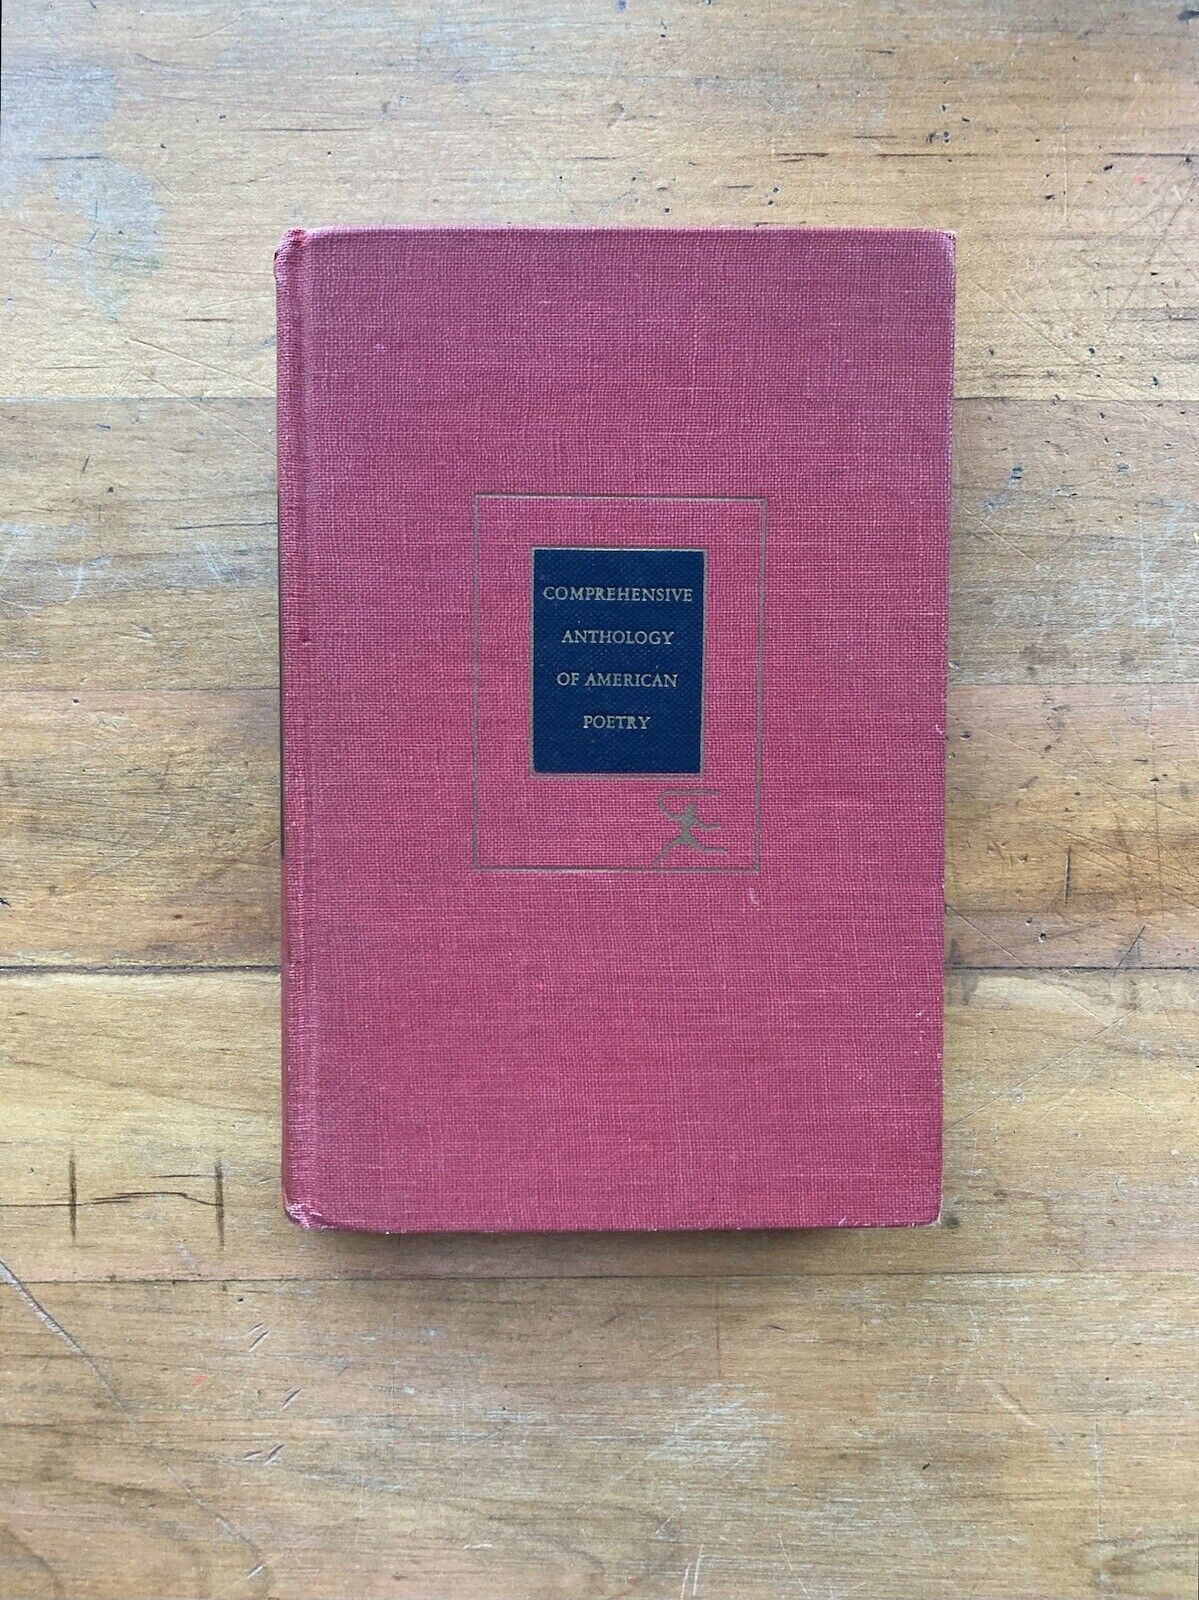 COMPREHENSIVE
ANTHOLOGY
OF AMERICAN
POETRY